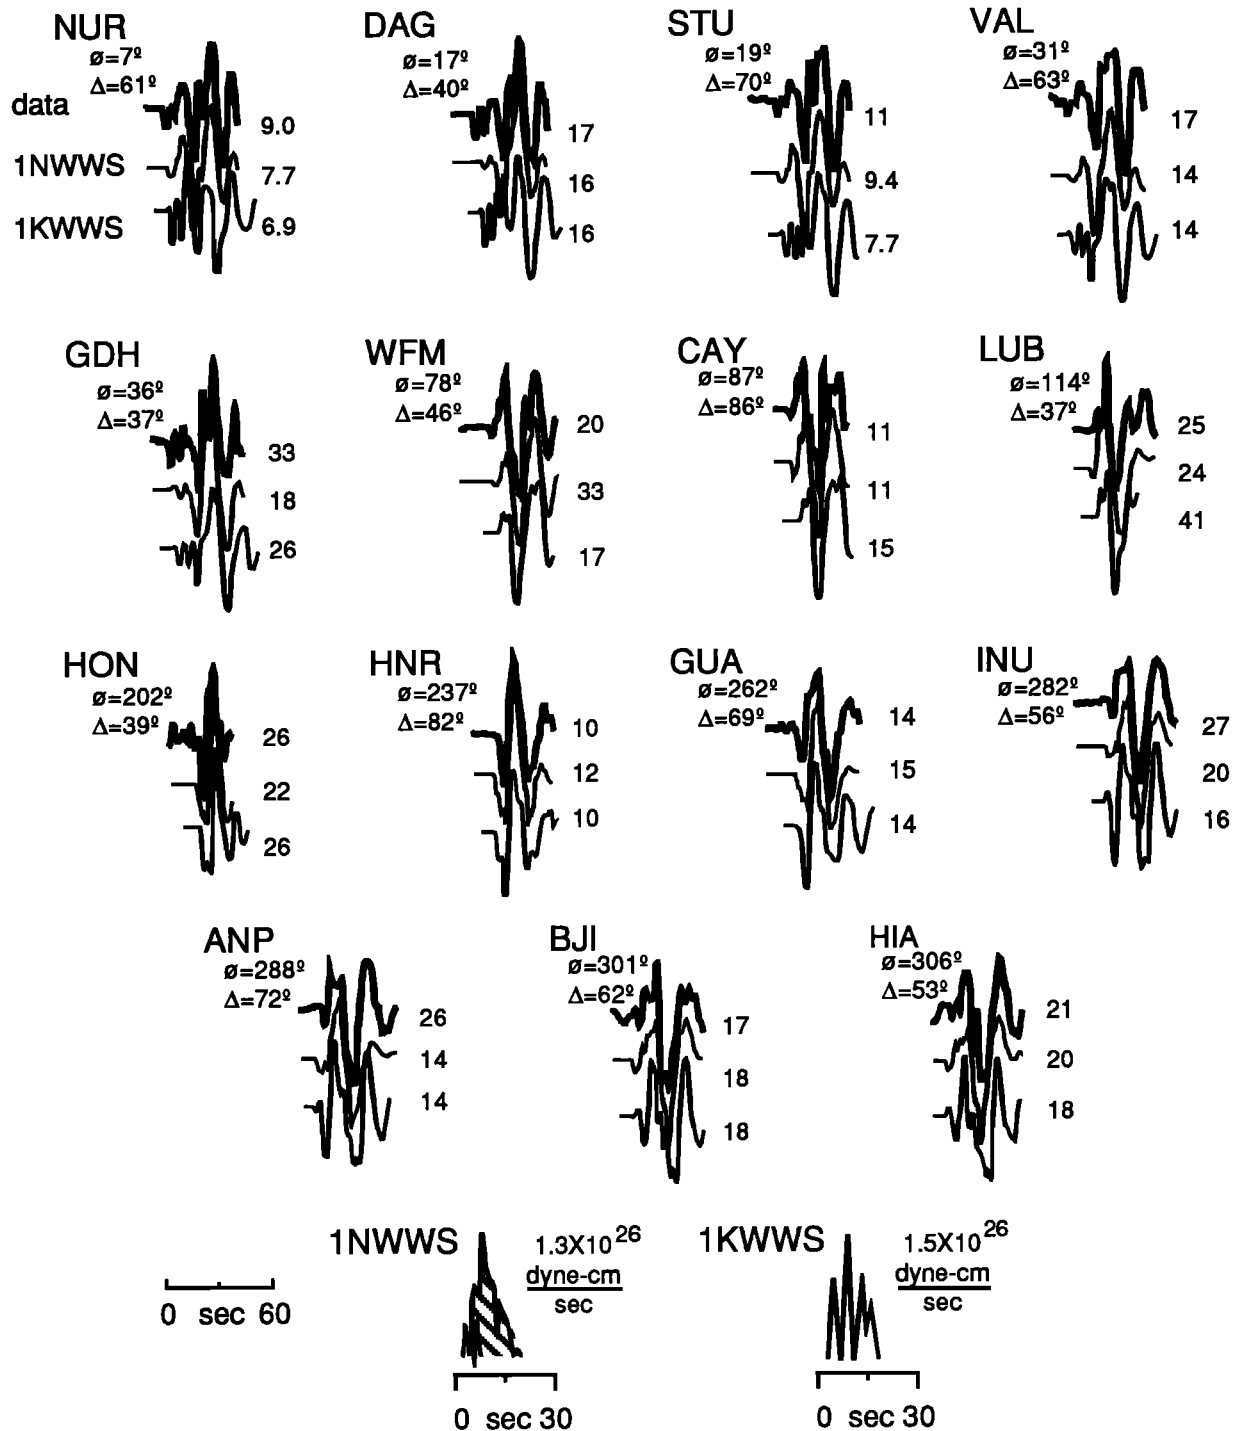 NUR
ø=7º
Δ=61º
data
9.0
1NWWS
7.7
1KWWS
6.9
DAG
ø=17º
Δ=40º
17
16
16
STU
ø=19º
Δ=70º
11
9.4
7.7
VAL
ø=31º
Δ=63º
17
14
14
GDH
ø=36º
Δ=37º
33
18
26
WFM
ø=78º
Δ=46º
20
33
17
CAY
ø=87º
Δ=86º
11
11
15
LUB
ø=114º
Δ=37º
25
24
41
HON
ø=202º
Δ=39º
26
22
26
HNR
ø=237º
Δ=82º
10
12
10
GUA
ø=262º
Δ=69º
14
15
14
INU
ø=282º
Δ=56º
27
20
16
ANP
ø=288º
Δ=72º
26
14
14
BJI
ø=301º
Δ=62º
17
18
18
HIA
ø=306º
Δ=53º
21
20
18
0 sec 60
1NWWS
1.3X10^26
dyne-cm
sec
0 sec 30
1KWWS
1.5X10^26
dyne-cm
sec
0 sec 30